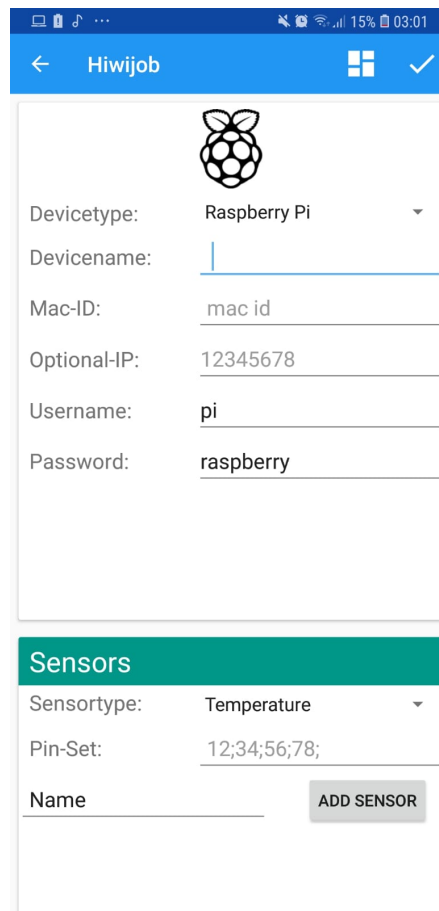 15% 03:01
Hiwijob
Devicetype: Raspberry Pi
Devicename:
Mac-ID: mac id
Optional-IP: 12345678
Username: pi
Password: raspberry
Sensors
Sensortype: Temperature
Pin-Set: 12;34;56;78;
Name ADD SENSOR